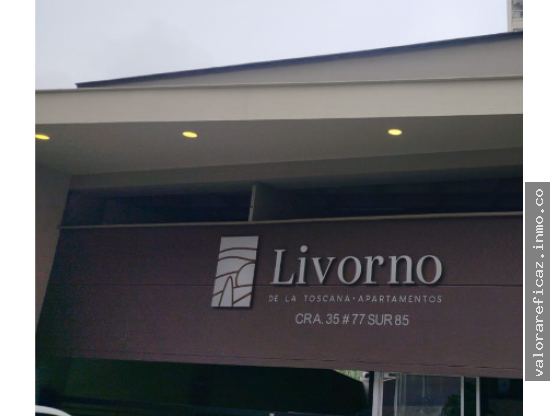 Livorno
DE LA TOSCANA · APARTAMENTOS
CRA. 35 # 77 SUR 85
valorareficaz.inmo.co